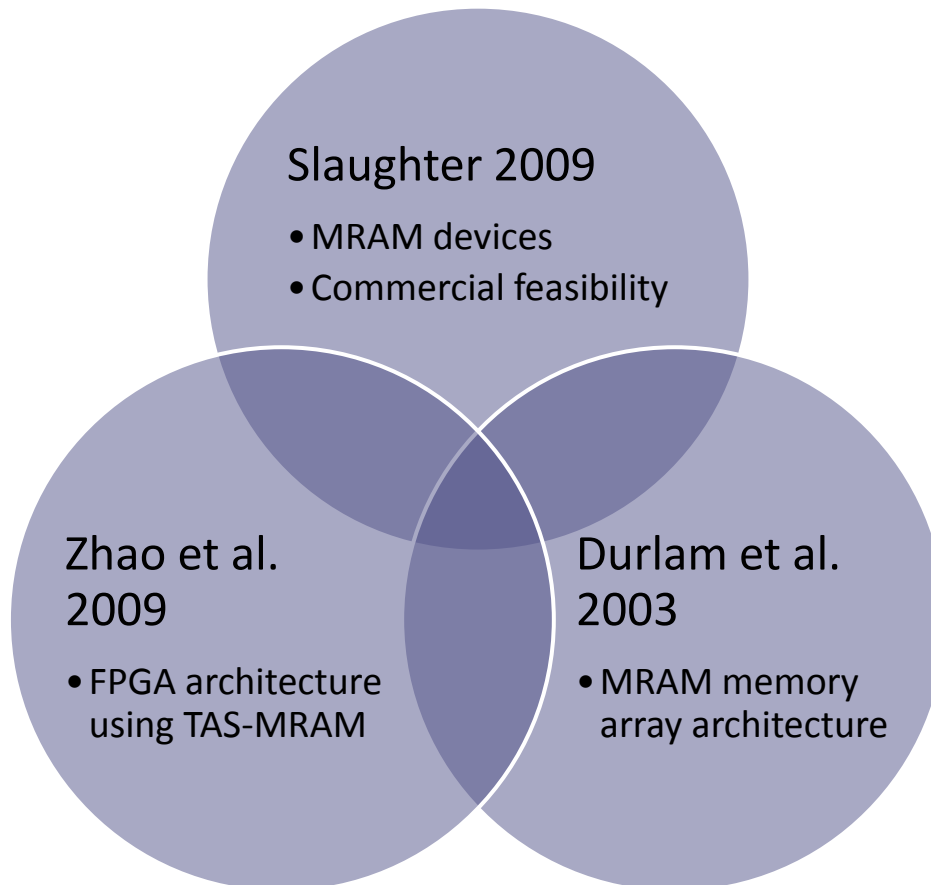 Slaughter 2009
• MRAM devices
• Commercial feasibility
Zhao et al.
2009
• FPGA architecture
using TAS-MRAM
Durlam et al.
2003
• MRAM memory
array architecture